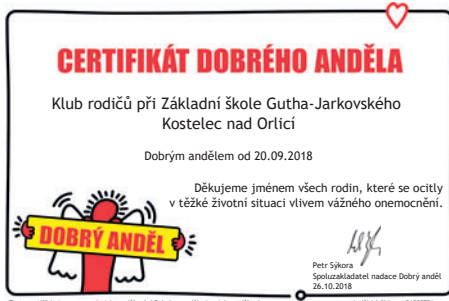 CERTIFIKÁT DOBRÉHO ANDĚLA
Klub rodičů při Základní škole Gutha-Jarkovského
Kostelec nad Orlicí
Dobrým andělem od 20.09.2018
Děkujeme jménem všech rodin, které se ocitly
v těžké životní situaci vlivem vážného onemocnění.
DOBRÝ ANDĚL
Petr Sýkora
Spoluzakladatel nadace Dobrý anděl
26.10.2018